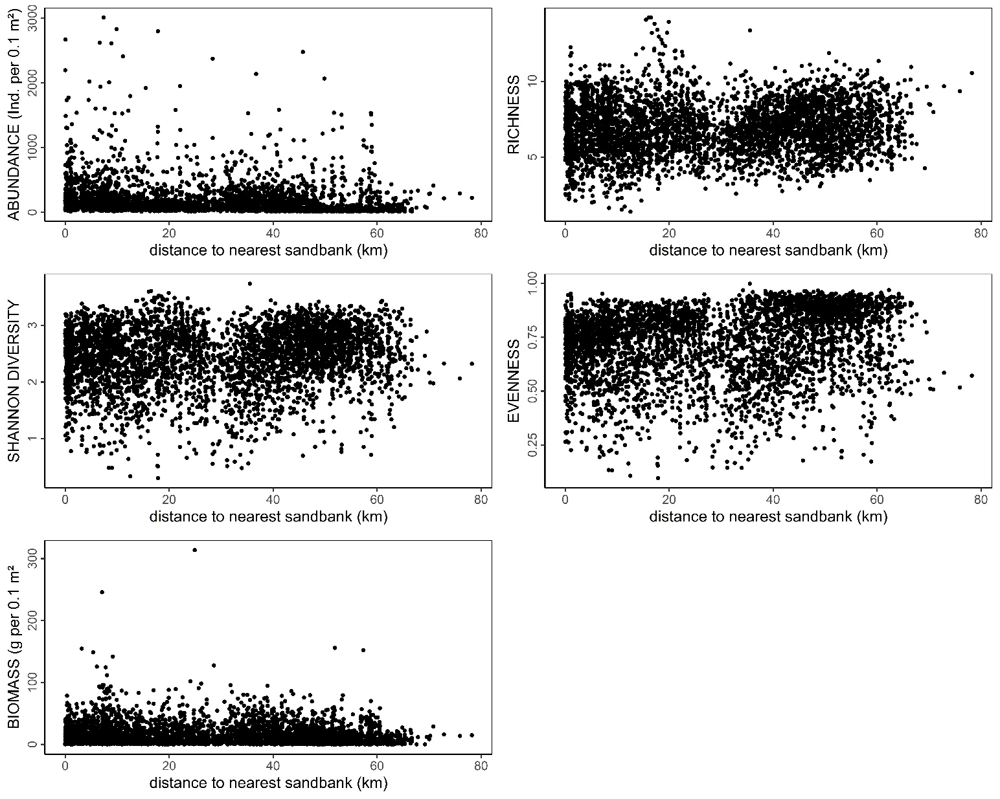 ABUNDANCE (Ind. per 0.1 m²)
3000
2000
1000
0
0 20 40 60 80
distance to nearest sandbank (km)
RICHNESS
10
5
0 20 40 60 80
distance to nearest sandbank (km)
SHANNON DIVERSITY
3
2
1
0 20 40 60 80
distance to nearest sandbank (km)
EVENNESS
1.00
0.75
0.50
0.25
0 20 40 60 80
distance to nearest sandbank (km)
BIOMASS (g per 0.1 m²
300
200
100
0
0 20 40 60 80
distance to nearest sandbank (km)